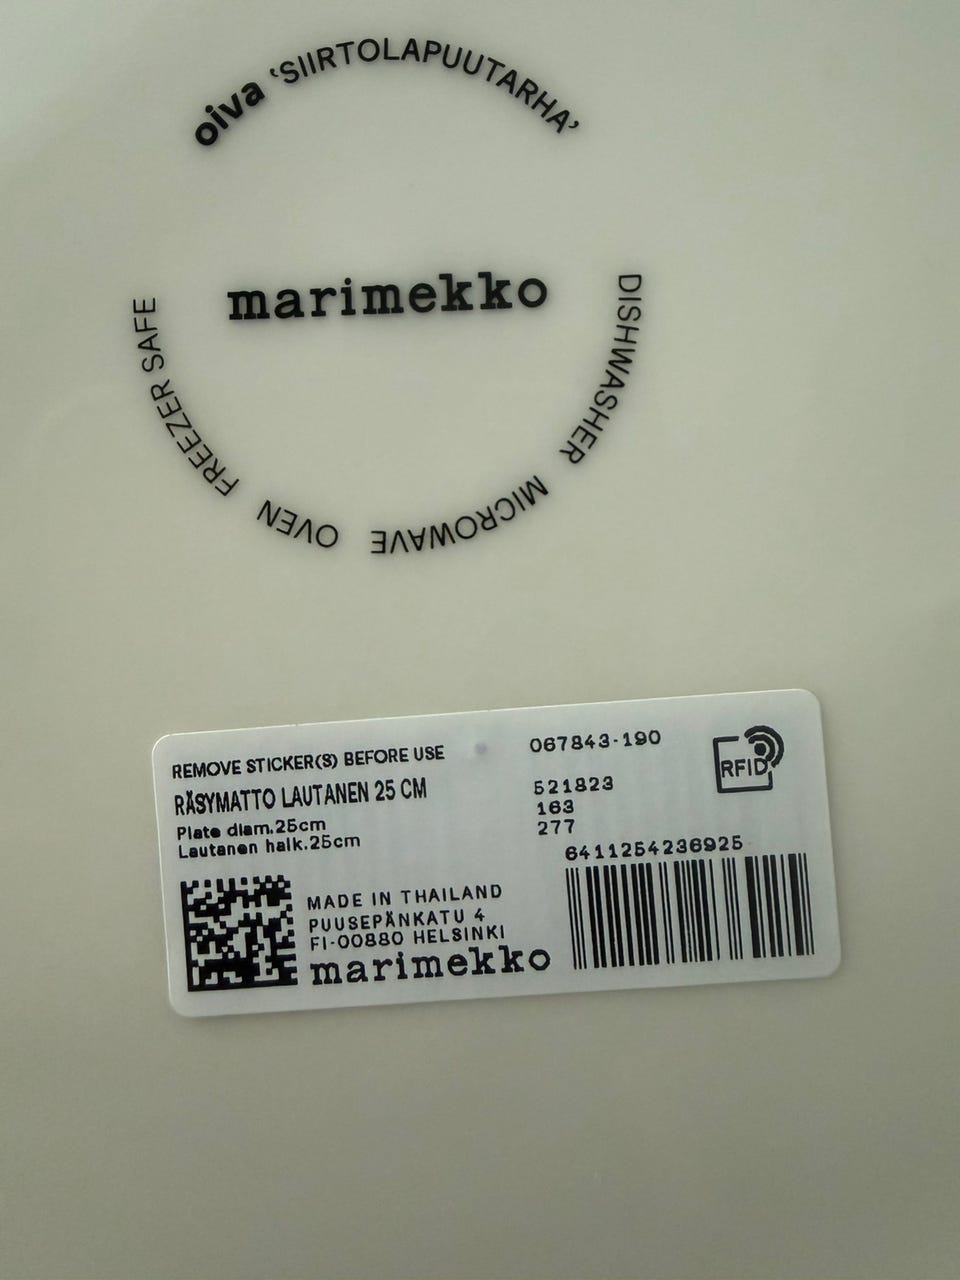 oiva ‘SIIRTOLAPUUTARHA’
marimekko
DISHWASHER MICROWAVE OVEN FREEZER SAFE
REMOVE STICKER(S) BEFORE USE
RÄSYMATTO LAUTANEN 25 CM
Plate diam.25cm
Lautanen halk.25cm
MADE IN THAILAND
PUUSEPÄNKATU 4
FI-00880 HELSINKI
marimekko
067843-190
521823
163
277
6411254236925
RFID